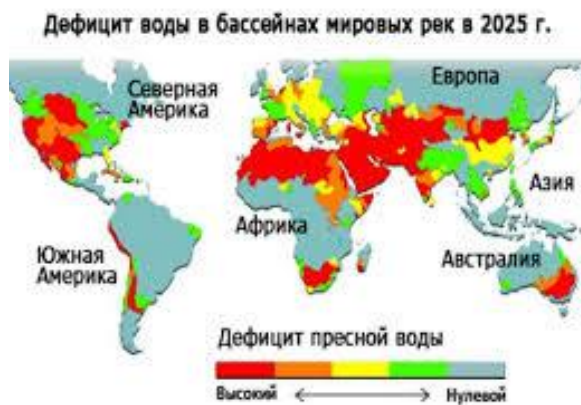 Дефицит воды в бассейнах мировых рек в 2025 г.
Северная
Америка
Европа
Азия
Африка
Южная
Америка
Австралия
Дефицит пресной воды
Высокий
Нулевой